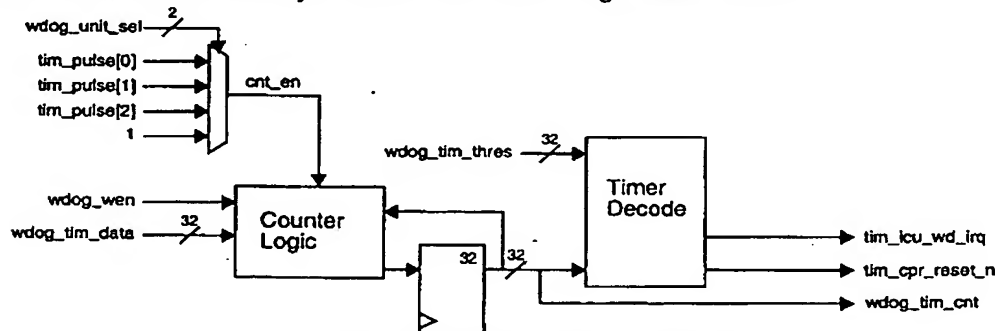 wdog_unit_sel
2
tim_pulse[0]
tim_pulse[1]
tim_pulse[2]
1
cnt_en
wdog_tim_thres
32
Timer
Decode
wdog_wen
wdog_tim_data
32
Counter
Logic
32
32
tim_icu_wd_irq
tim_cpr_reset_n
wdog_tim_cnt